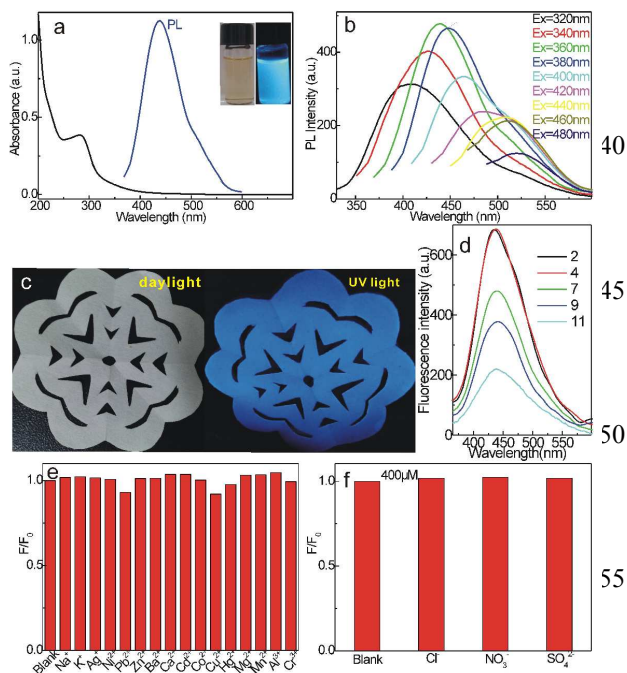 a
PL
Absorbance (a.u.)
1.0
0.5
0.0
200 300 400 500 600
Wavelength (nm)
b
PL Intensity (a.u.)
400
200
0
350 400 450 500 550
Wavelength (nm)
Ex=320nm
Ex=340nm
Ex=360nm
Ex=380nm
Ex=400nm
Ex=420nm
Ex=440nm
Ex=460nm
Ex=480nm
40
c
daylight
UV light
d
Fluorescence intensity (a.u.)
600
400
200
0
400 450 500 550
Wavelength(nm)
2
4
7
9
11
45
50
e
F/F₀
1.0
0.5
0.0
Blank
Na⁺
K⁺
Ag⁺
Ni²⁺
Pb²⁺
Zn²⁺
Ba²⁺
Ca²⁺
Cd²⁺
Co²⁺
Cu²⁺
Hg²⁺
Mg²⁺
Mn²⁺
Al³⁺
Cr³⁺
f
400μM
F/F₀
1.0
0.5
0.0
Blank Cl⁻ NO₃⁻ SO₄²⁻
55